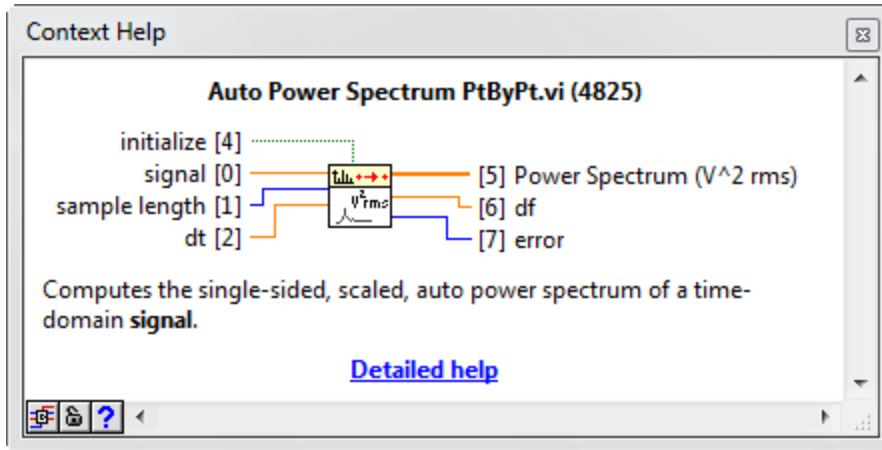 Context Help
Auto Power Spectrum PtByPt.vi (4825)
initialize [4]
signal [0]
sample length [1]
dt [2]
V²rms
[5] Power Spectrum (V^2 rms)
[6] df
[7] error
Computes the single-sided, scaled, auto power spectrum of a time-
domain signal.
Detailed help
?